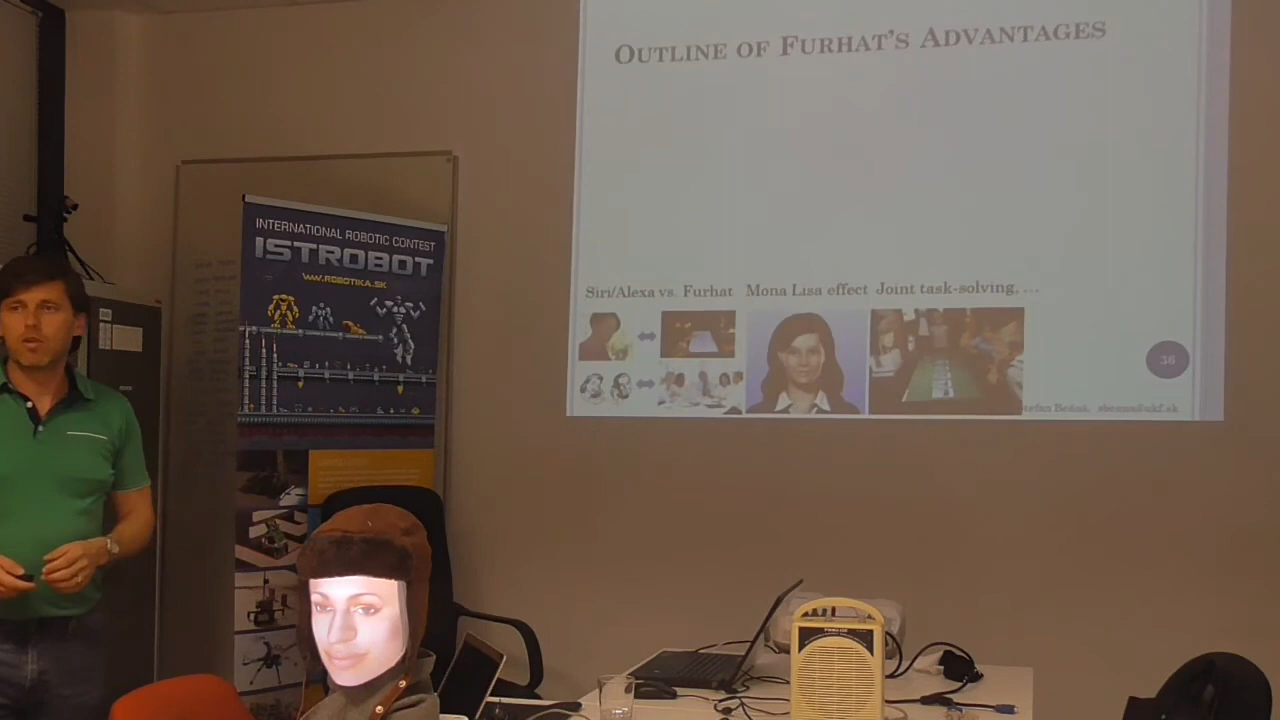 OUTLINE OF FURHAT'S ADVANTAGES
Siri/Alexa vs. Furhat
Mona Lisa effect
Joint task-solving, ...
36
INTERNATIONAL ROBOTIC CONTEST
ISTROBOT
WWW.ROBOTIKA.SK